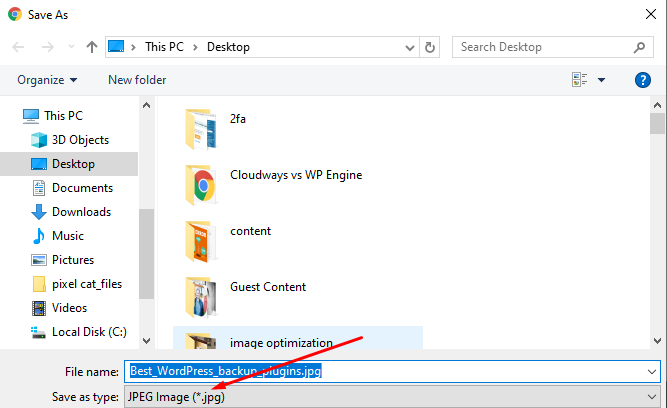 Save As
This PC > Desktop
Search Desktop
Organize
New folder
This PC
3D Objects
Desktop
Documents
Downloads
Music
Pictures
pixel cat_files
Videos
Local Disk (C:)
2fa
Cloudways vs WP Engine
content
Guest Content
image optimization
File name: Best_WordPress_backup_plugins.jpg
Save as type: JPEG Image (*.jpg)